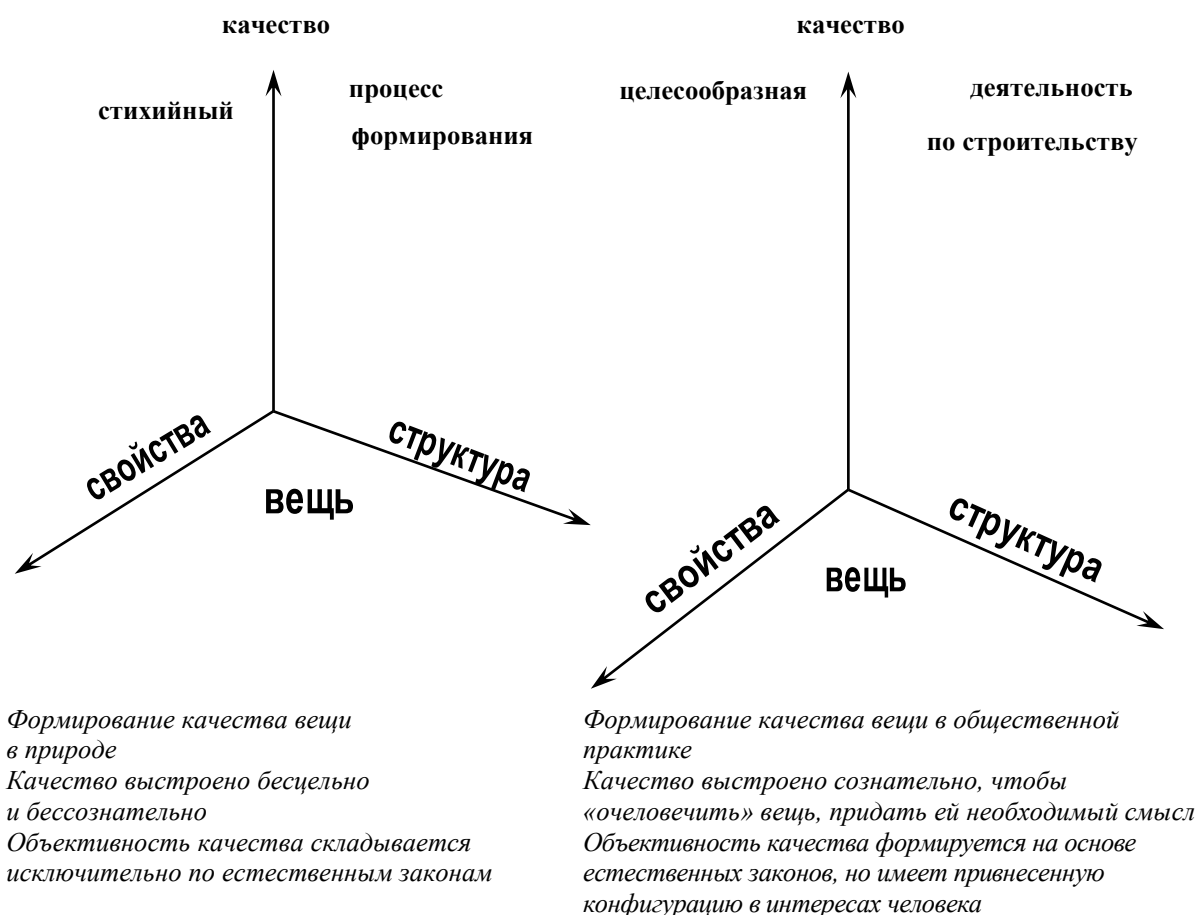 качество
стихийный
процесс
формирования
свойства
структура
вещь
Формирование качества вещи
в природе
Качество выстроено бесцельно
и бессознательно
Объективность качества складывается
исключительно по естественным законам
качество
целесообразная
деятельность
по строительству
свойства
структура
вещь
Формирование качества вещи в общественной
практике
Качество выстроено сознательно, чтобы
«очеловечить» вещь, придать ей необходимый смысл
Объективность качества формируется на основе
естественных законов, но имеет привнесенную
конфигурацию в интересах человека